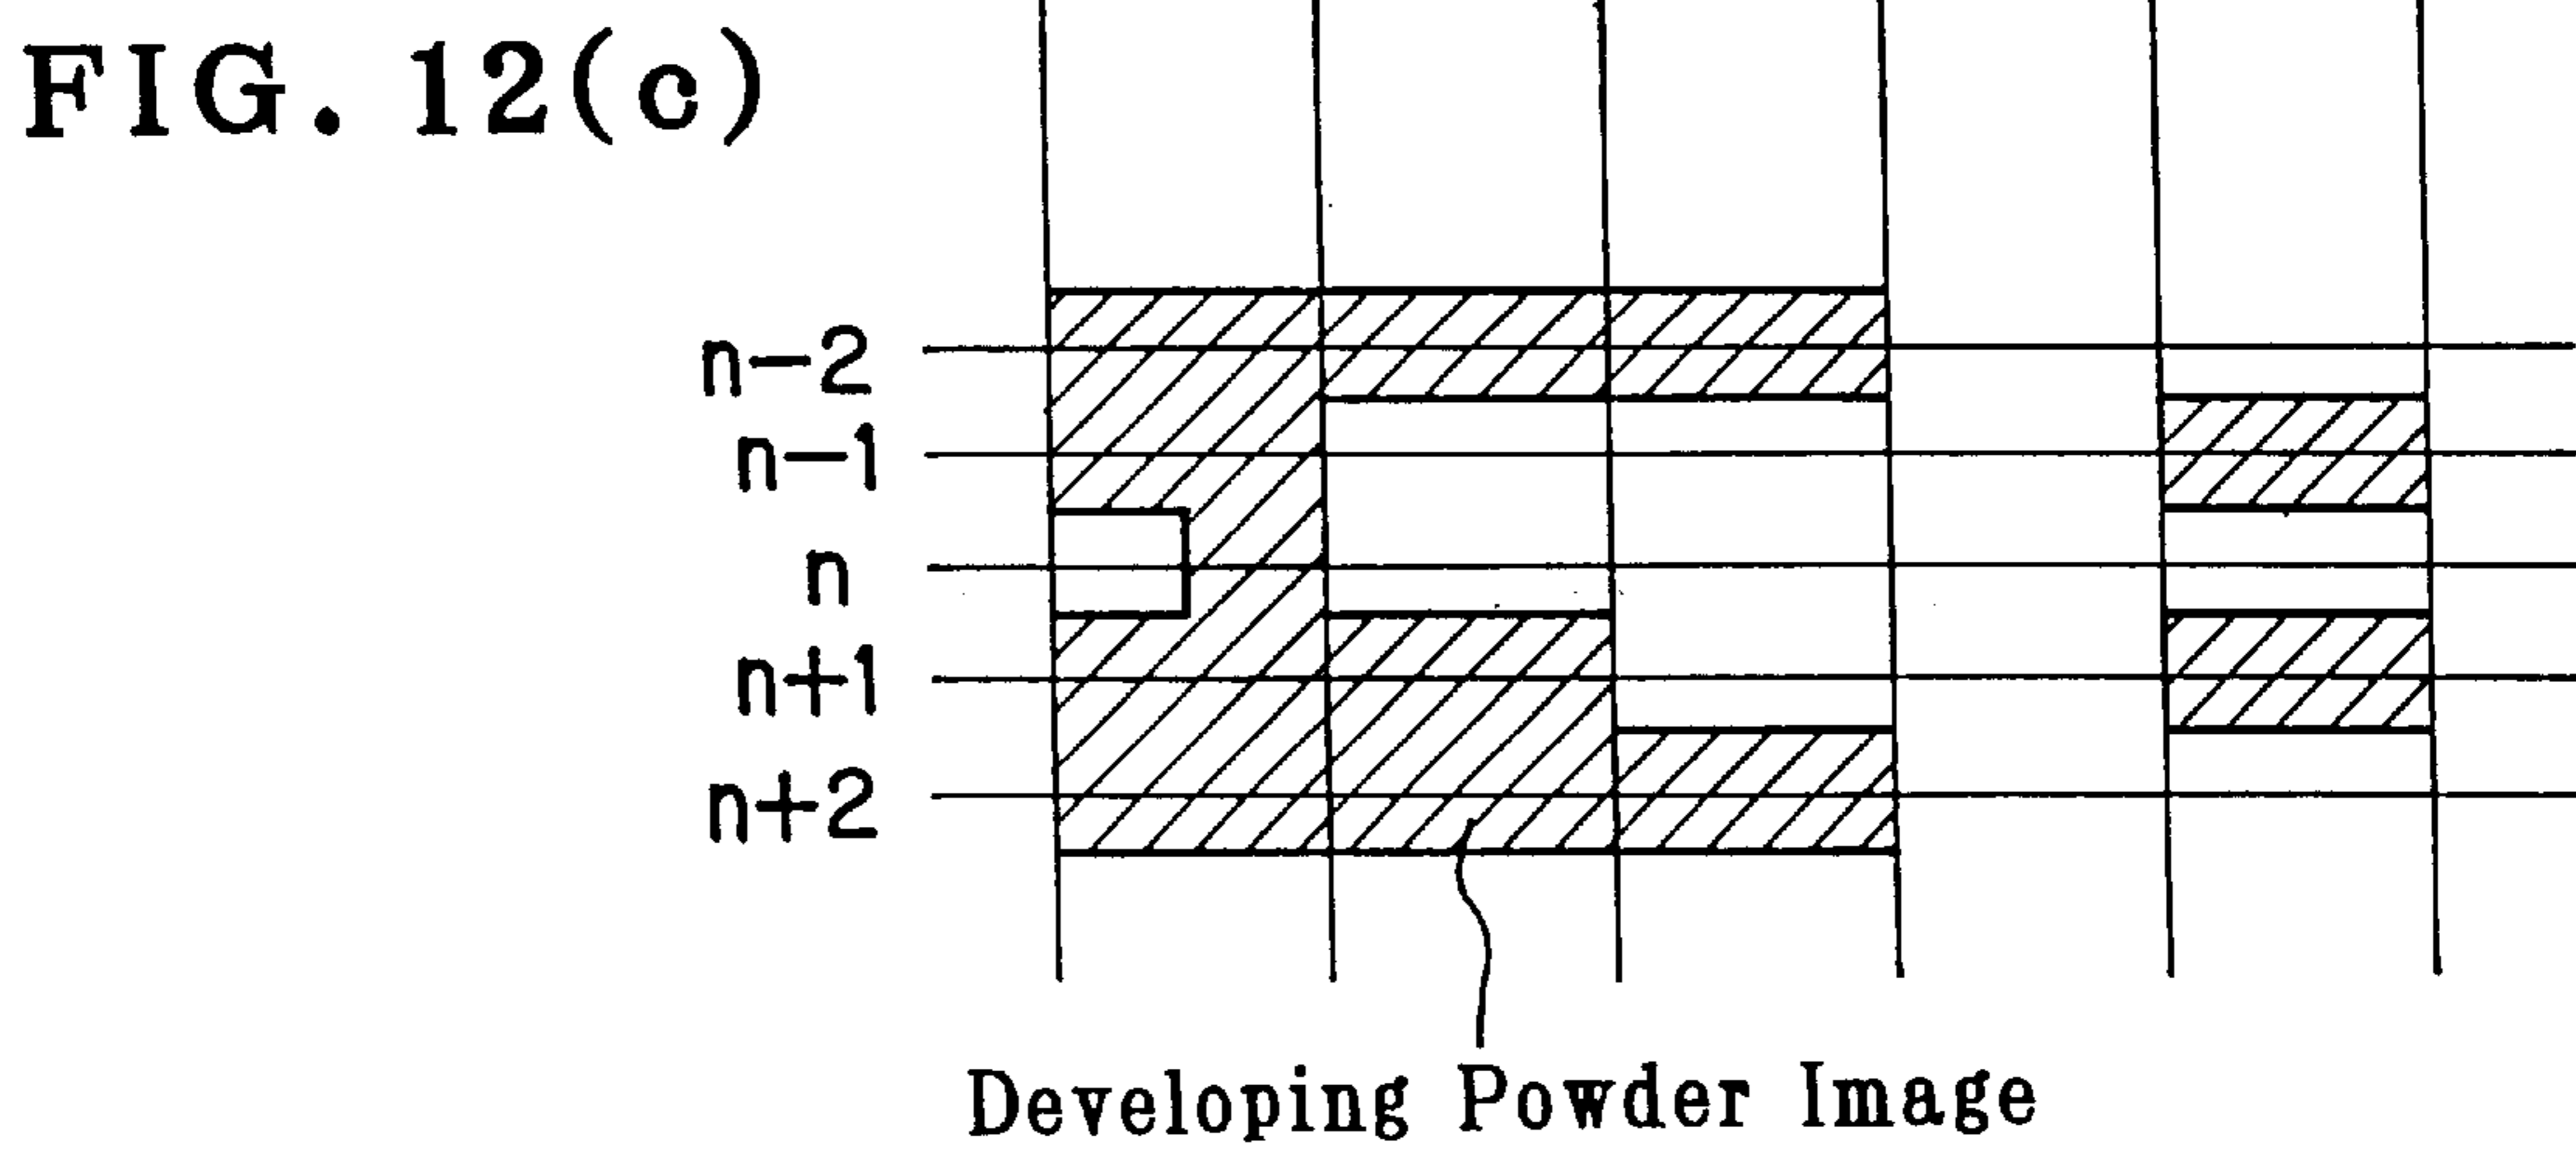 FIG. 12(c)
n-2
n-1
n
n+1
n+2
Developing Powder Image